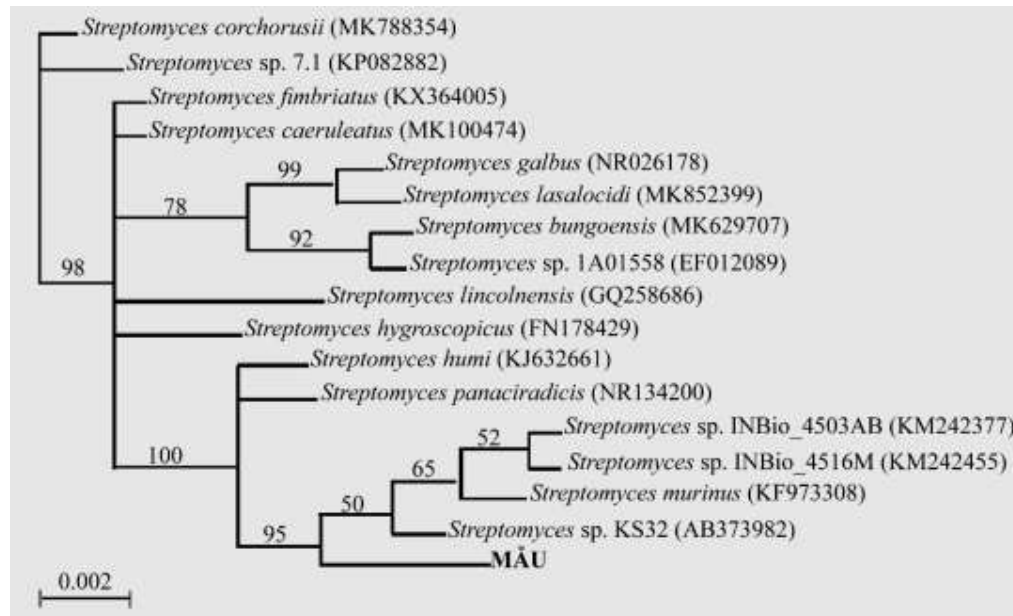 Streptomyces corchorusii (MK788354)
Streptomyces sp. 7.1 (KP082882)
Streptomyces fimbriatus (KX364005)
Streptomyces caeruleatus (MK100474)
Streptomyces galbus (NR026178)
99
Streptomyces lasalocidi (MK852399)
78
Streptomyces bungoensis (MK629707)
92
Streptomyces sp. 1A01558 (EF012089)
98
Streptomyces lincolnensis (GQ258686)
Streptomyces hygroscopicus (FN178429)
Streptomyces humi (KJ632661)
Streptomyces panaciradicis (NR134200)
Streptomyces sp. INBio_4503AB (KM242377)
52
100
Streptomyces sp. INBio_4516M (KM242455)
65
Streptomyces murinus (KF973308)
50
Streptomyces sp. KS32 (AB373982)
95
MẪU
0.002